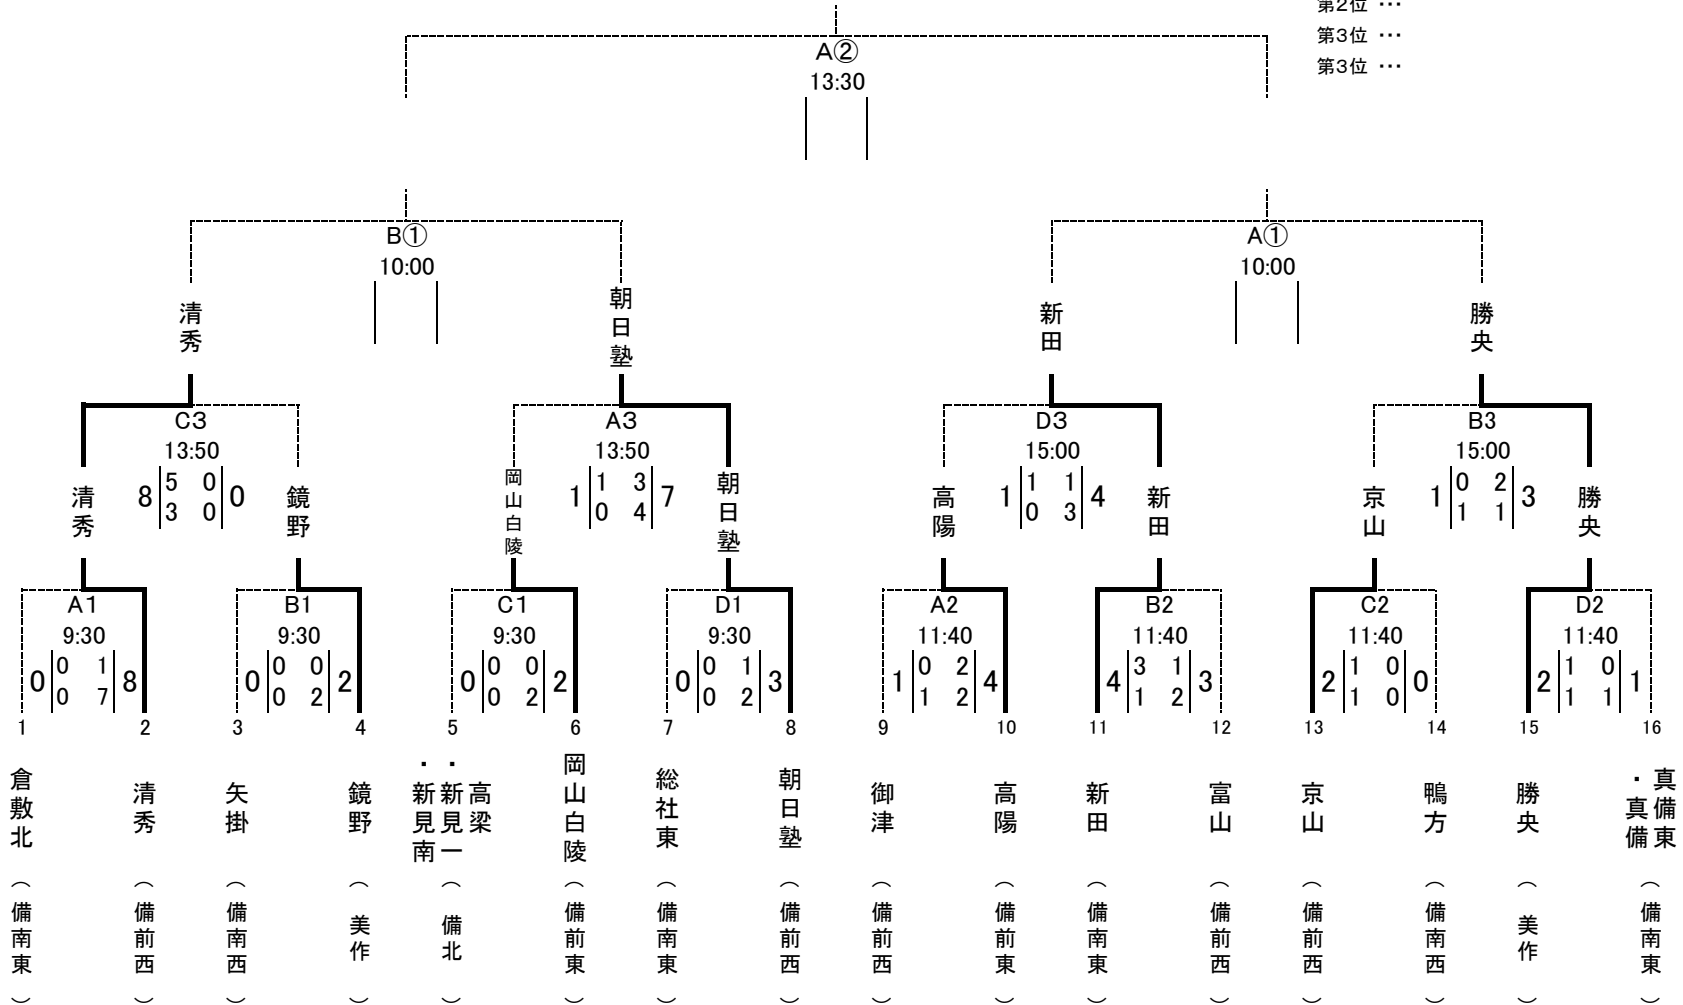 第2位 ・・・
第3位 ・・・
第3位 ・・・
A②
13:30
B①
10:00
A①
10:00
清秀
朝日塾
新田
勝央
C3
13:50
8 5 0 0
3 0
A3
13:50
1 1 3 7
0 4
D3
15:00
1 1 1 4
0 3
B3
15:00
1 0 2 3
1 1
清秀
鏡野
岡山白陵
朝日塾
高陽
新田
京山
勝央
A1
9:30
0 0 1 8
0 7
B1
9:30
0 0 0 2
0 2
C1
9:30
0 0 0 2
0 2
D1
9:30
0 0 1 3
0 2
A2
11:40
1 0 2 4
1 2
B2
11:40
4 3 1 3
1 2
C2
11:40
2 1 0 0
1 0
D2
11:40
2 1 0 1
1 1
1 2 3 4 5 6 7 8 9 10 11 12 13 14 15 16
倉敷北
(備南東)
清秀
(備前西)
矢掛
(備南西)
鏡野
(美作)
高梁
・新見一
・新見南
(備北)
岡山白陵
(備前東)
総社東
(備南東)
朝日塾
(備前西)
御津
(備前西)
高陽
(備前東)
新田
(備南東)
富山
(備前西)
京山
(備前西)
鴨方
(備南西)
勝央
(美作)
真備東
・真備
(備南東)